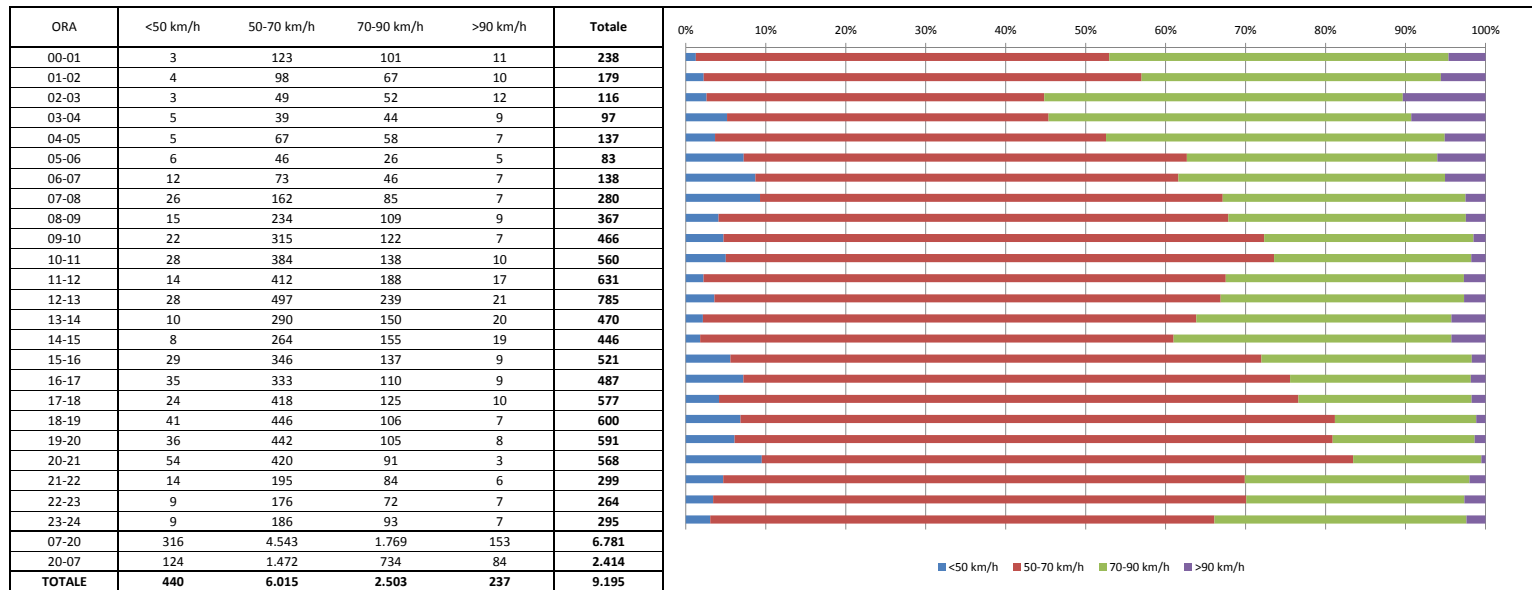 ORA <50 km/h 50-70 km/h 70-90 km/h >90 km/h Totale
0% 10% 20% 30% 40% 50% 60% 70% 80% 90% 100%
00-01 3 123 101 11 238
01-02 4 98 67 10 179
02-03 3 49 52 12 116
03-04 5 39 44 9 97
04-05 5 67 58 7 137
05-06 6 46 26 5 83
06-07 12 73 46 7 138
07-08 26 162 85 7 280
08-09 15 234 109 9 367
09-10 22 315 122 7 466
10-11 28 384 138 10 560
11-12 14 412 188 17 631
12-13 28 497 239 21 785
13-14 10 290 150 20 470
14-15 8 264 155 19 446
15-16 29 346 137 9 521
16-17 35 333 110 9 487
17-18 24 418 125 10 577
18-19 41 446 106 7 600
19-20 36 442 105 8 591
20-21 54 420 91 3 568
21-22 14 195 84 6 299
22-23 9 176 72 7 264
23-24 9 186 93 7 295
07-20 316 4.543 1.769 153 6.781
20-07 124 1.472 734 84 2.414
TOTALE 440 6.015 2.503 237 9.195
<50 km/h 50-70 km/h 70-90 km/h >90 km/h